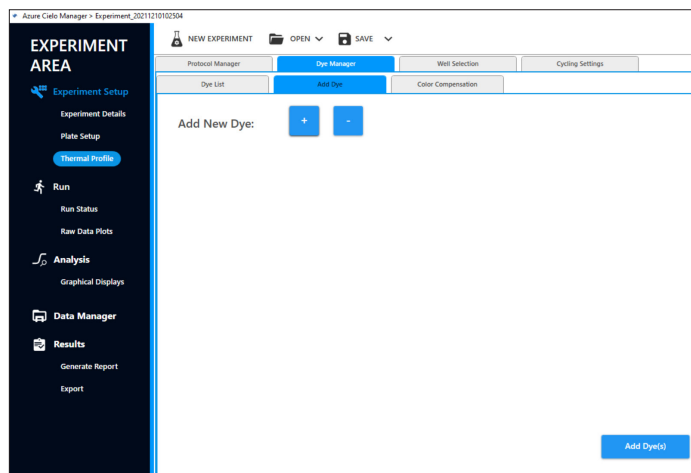 Azure Cielo Manager > Experiment_20211210102504
EXPERIMENT
AREA
Experiment Setup
Experiment Details
Plate Setup
Thermal Profile
Run
Run Status
Raw Data Plots
Analysis
Graphical Displays
Data Manager
Results
Generate Report
Export
NEW EXPERIMENT OPEN SAVE
Protocol Manager Dye Manager Well Selection Cycling Settings
Dye List Add Dye Color Compensation
Add New Dye: + -
Add Dye(s)